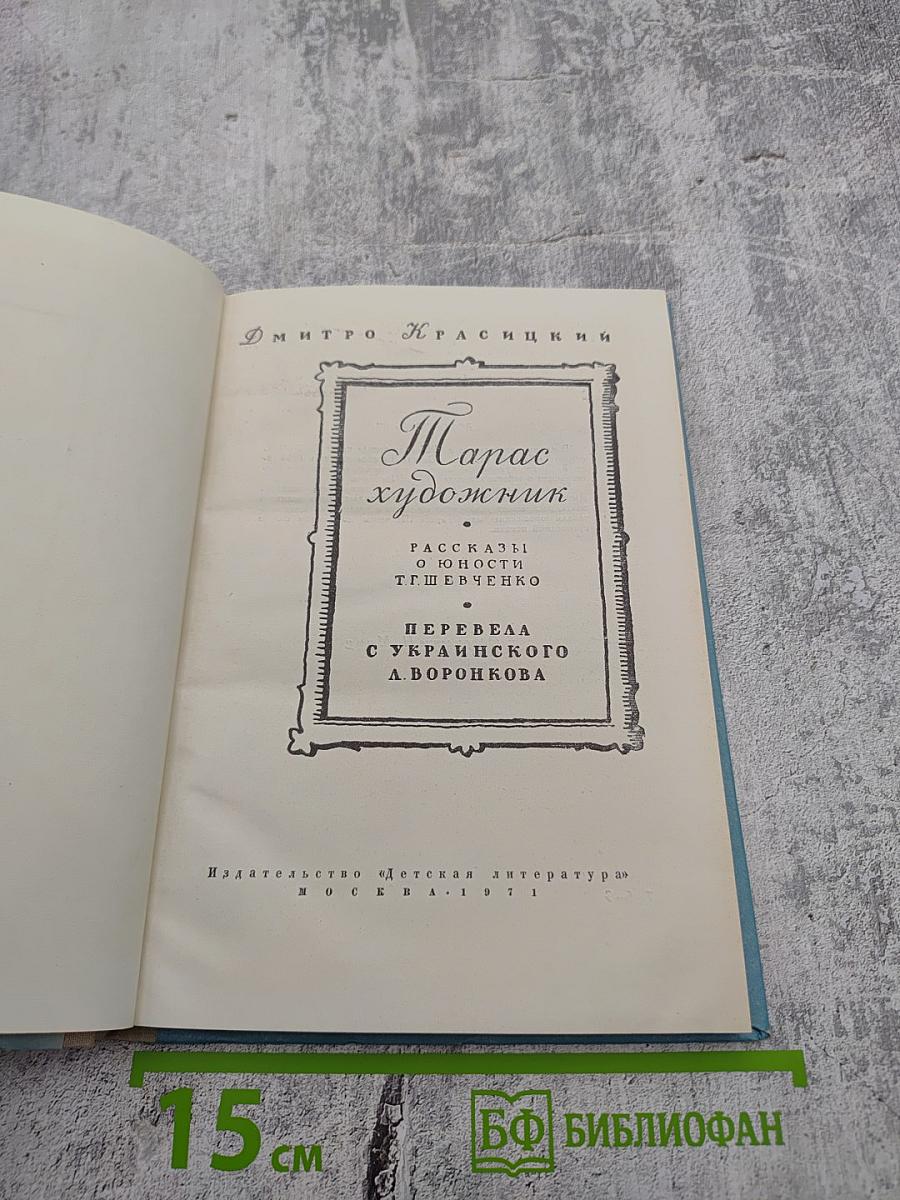 Дмитро Красицкий
Тарас
художник
РАССКАЗЫ
О ЮНОСТИ
Т.Г.ШЕВЧЕНКО
ПЕРЕВЕЛА
С УКРАИНСКОГО
Л.ВОРОНКОВА
Издательство «Детская литература»
МОСКВА·1971
15 см
БФ БИБЛИОФАН